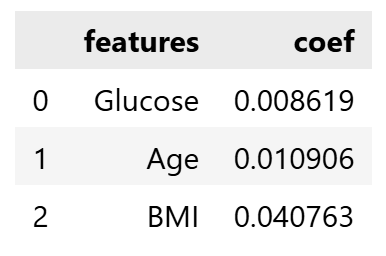 features coef
0 Glucose 0.008619
1 Age 0.010906
2 BMI 0.040763